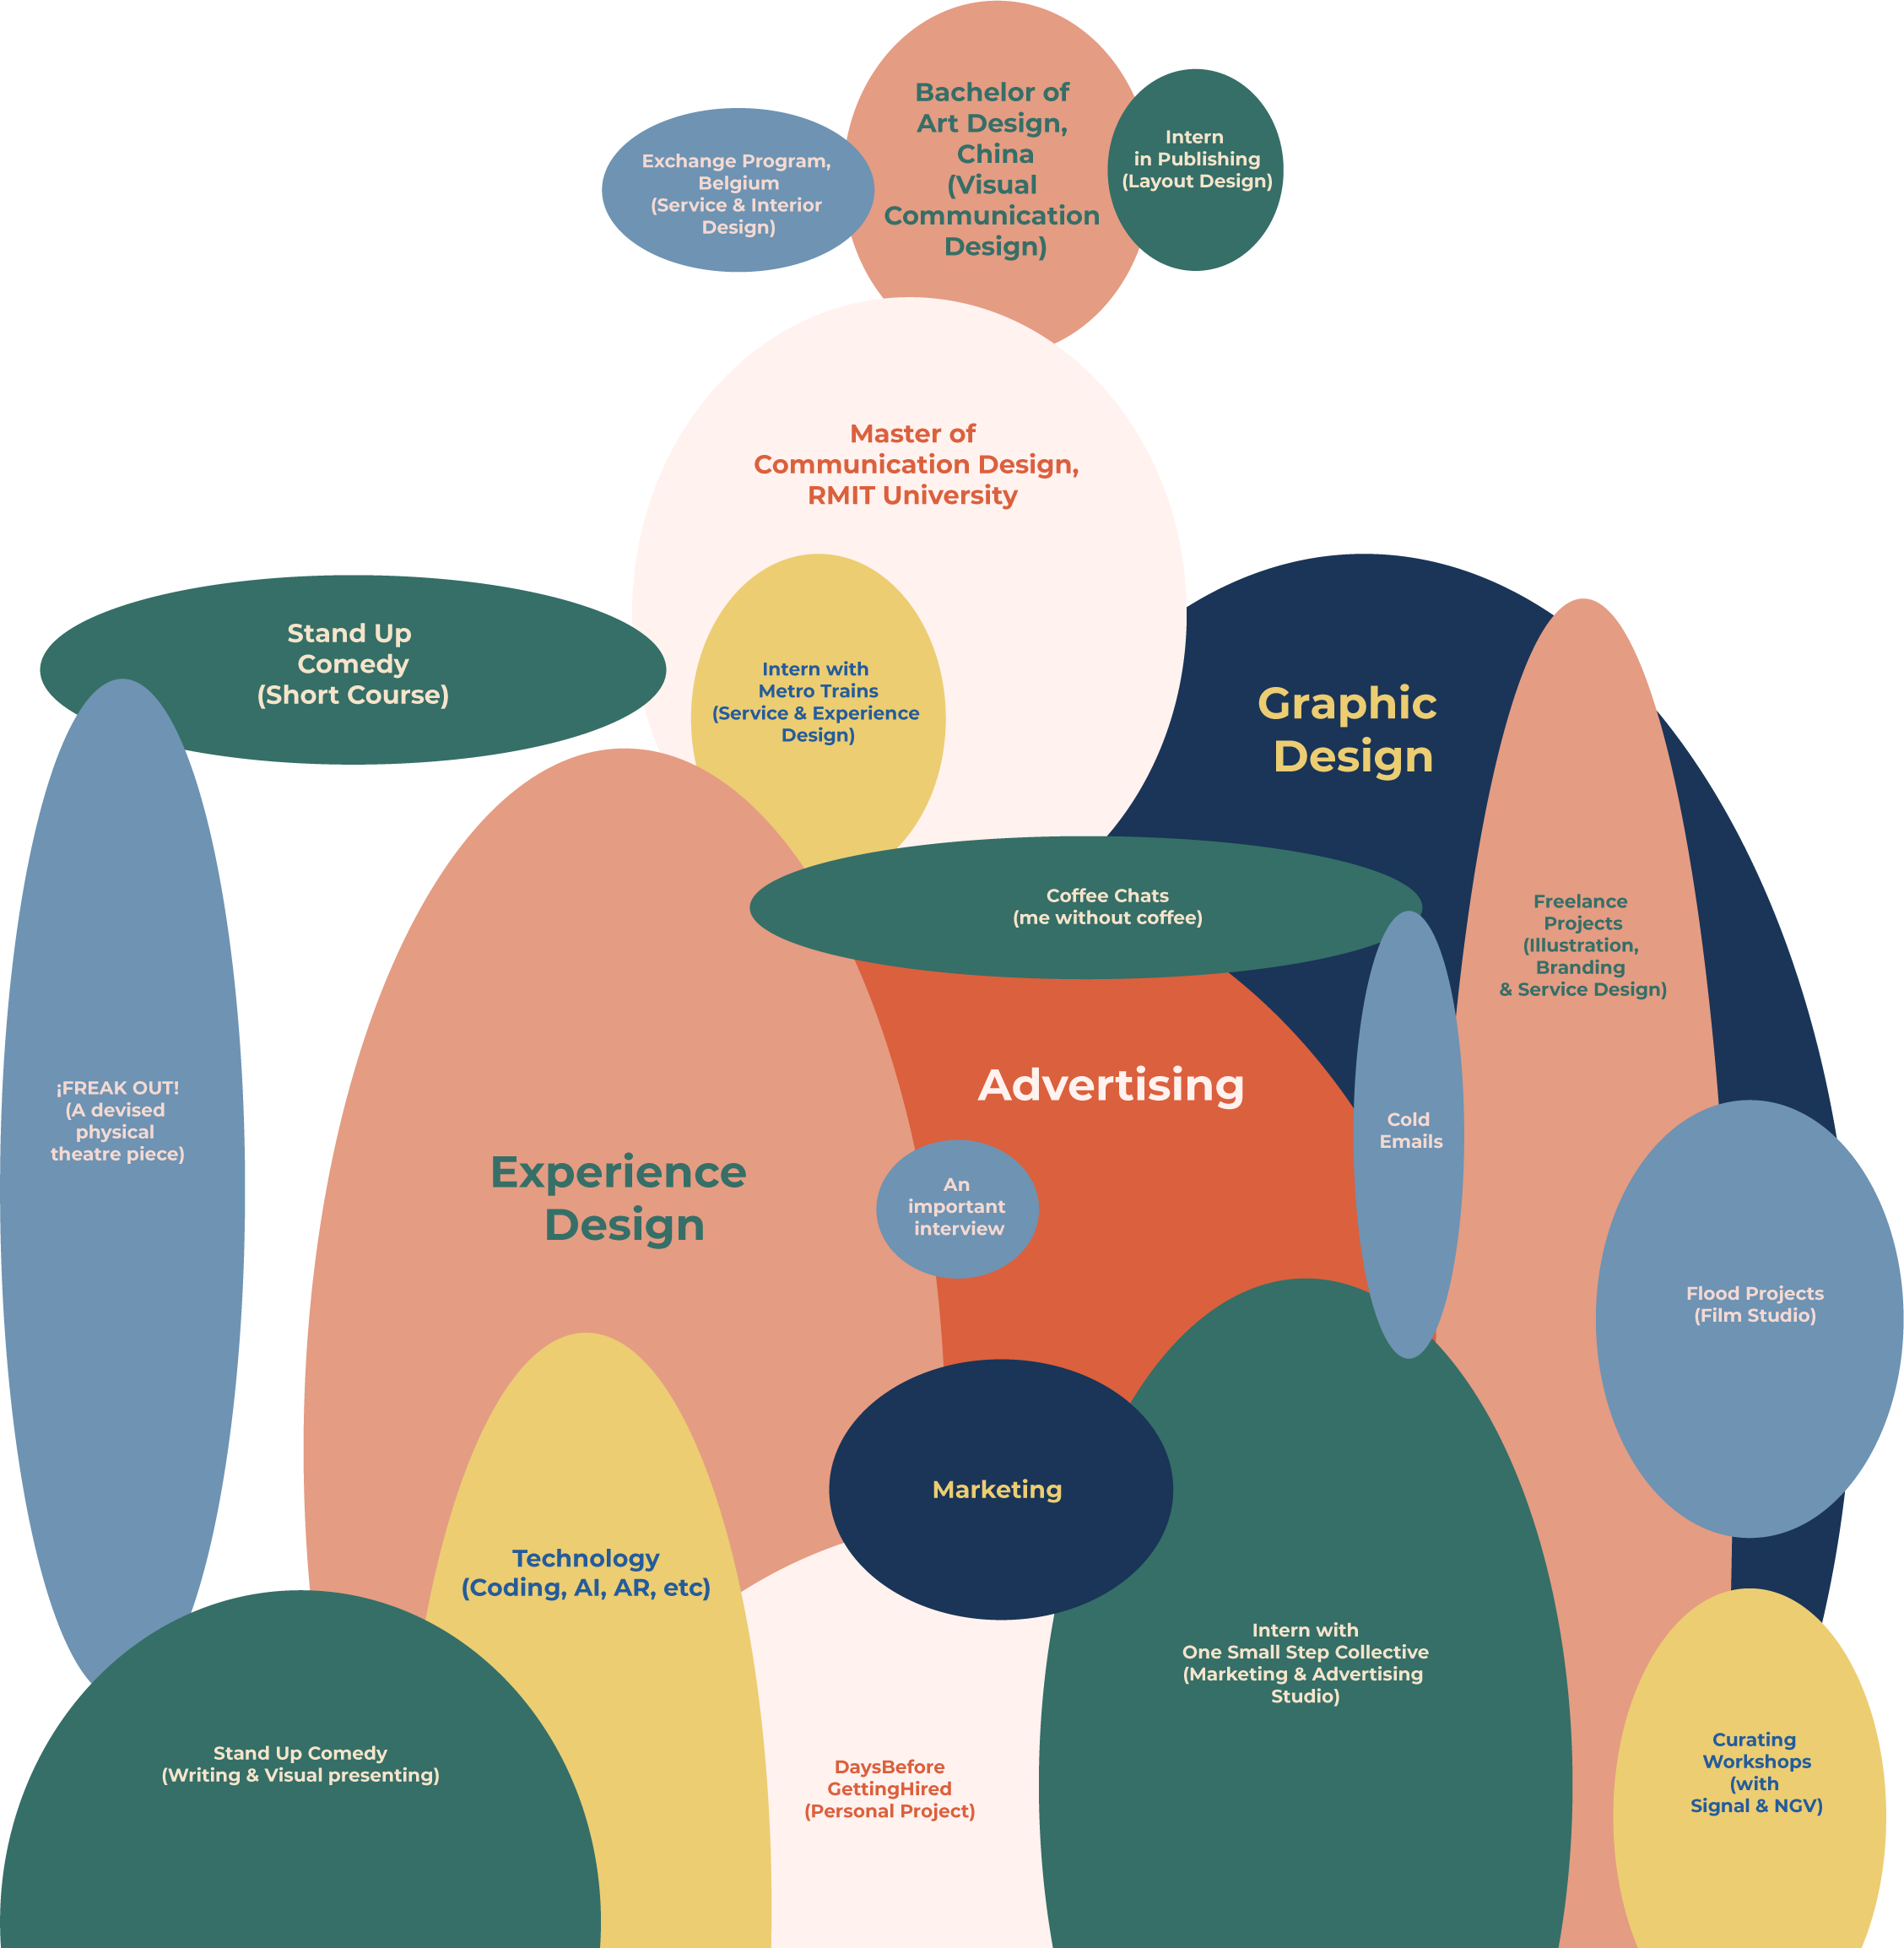 Bachelor of
Art Design,
China
(Visual
Communication
Design)
Intern
in Publishing
(Layout Design)
Exchange Program,
Belgium
(Service & Interior
Design)
Master of
Communication Design,
RMIT University
Stand Up
Comedy
(Short Course)
Intern with
Metro Trains
(Service & Experience
Design)
Graphic
Design
Coffee Chats
(me without coffee)
Freelance
Projects
(Illustration,
Branding
& Service Design)
Advertising
¡FREAK OUT!
(A devised
physical
theatre piece)
Cold
Emails
Experience
Design
An
important
interview
Flood Projects
(Film Studio)
Marketing
Technology
(Coding, AI, AR, etc)
Intern with
One Small Step Collective
(Marketing & Advertising
Studio)
Stand Up Comedy
(Writing & Visual presenting)
DaysBefore
GettingHired
(Personal Project)
Curating
Workshops
(with
Signal & NGV)